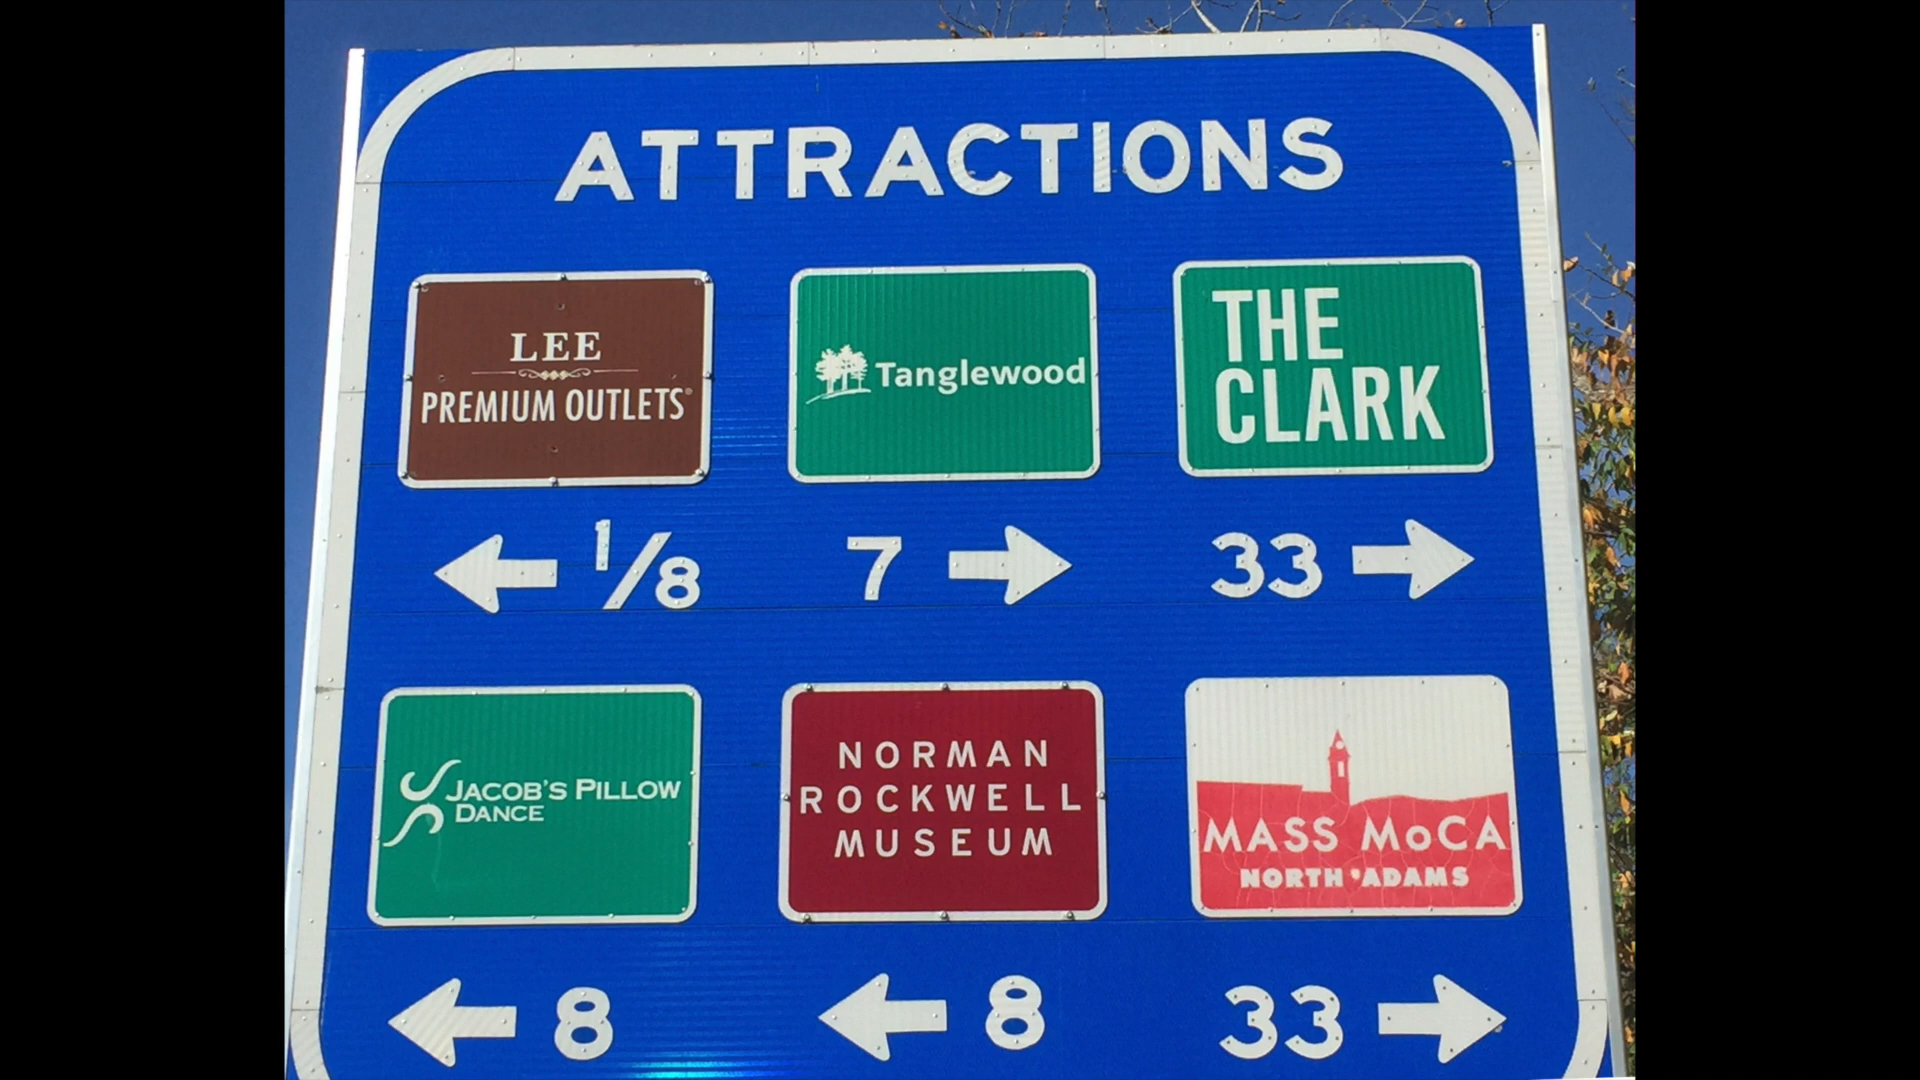 ATTRACTIONS
LEE
PREMIUM OUTLETS®
Tanglewood
THE
CLARK
1/8
7
33
JACOB'S PILLOW
DANCE
NORMAN
ROCKWELL
MUSEUM
MASS MoCA
NORTH ADAMS
8
8
33